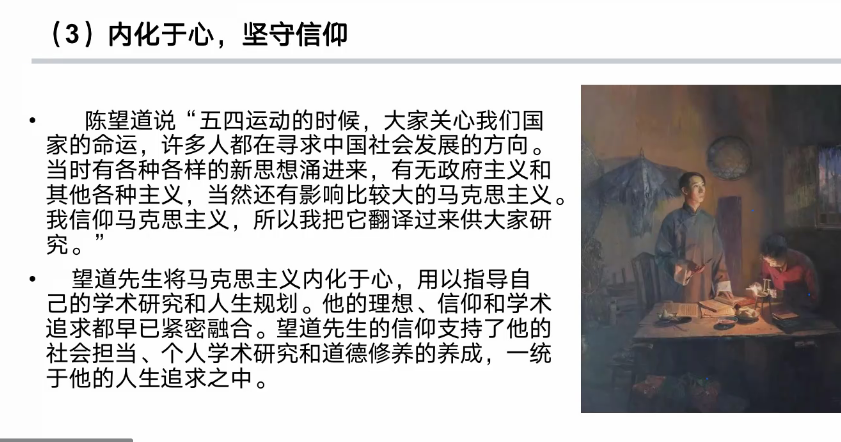 （3）内化于心，坚守信仰
• 陈望道说“五四运动的时候，大家关心我们国
家的命运，许多人都在寻求中国社会发展的方向。
当时有各种各样的新思想涌进来，有无政府主义和
其他各种主义，当然还有影响比较大的马克思主义。
我信仰马克思主义，所以我把它翻译过来供大家研
究。”
• 望道先生将马克思主义内化于心，用以指导自
己的学术研究和人生规划。他的理想、信仰和学术
追求都早已紧密融合。望道先生的信仰支持了他的
社会担当、个人学术研究和道德修养的养成，一统
于他的人生追求之中。